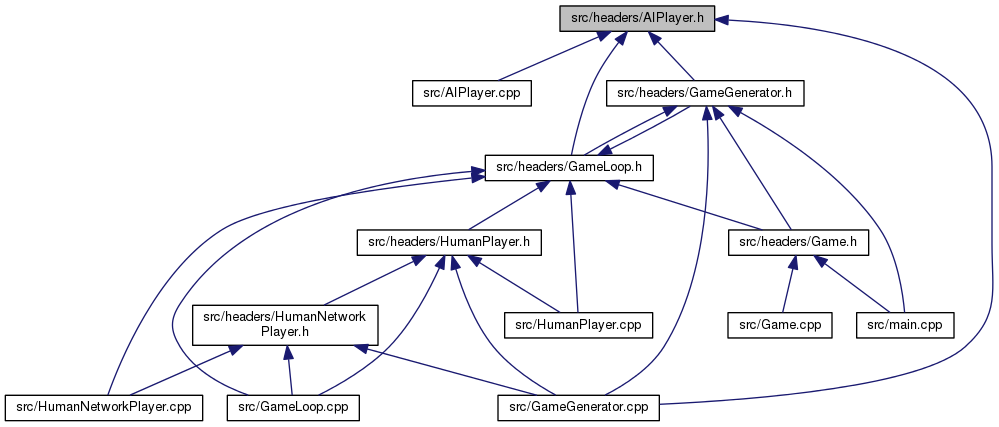 src/headers/AIPlayer.h
src/AIPlayer.cpp
src/headers/GameGenerator.h
src/headers/GameLoop.h
src/headers/HumanPlayer.h
src/headers/Game.h
src/headers/HumanNetwork
Player.h
src/HumanPlayer.cpp
src/Game.cpp
src/main.cpp
src/HumanNetworkPlayer.cpp
src/GameLoop.cpp
src/GameGenerator.cpp